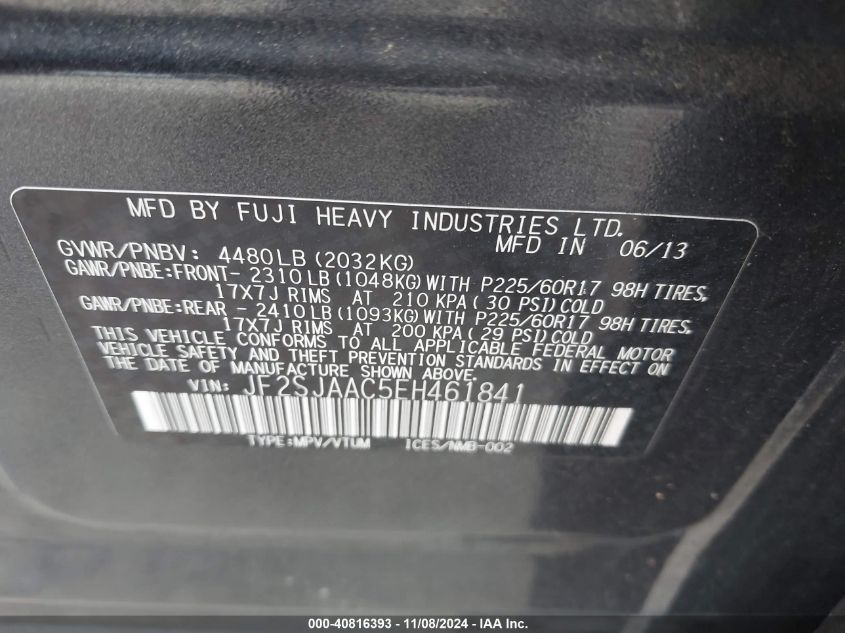 MFD BY FUJI HEAVY INDUSTRIES LTD.
MFD IN 06/13
GVWR/PNBV: 4480LB(2032KG)
GAWR/PNBE:FRONT- 2310LB(1048KG)WITH P225/60R17 98H TIRES,
17X7J RIMS AT 210 KPA(30 PSI)COLD
GAWR/PNBE:REAR - 2410LB(1093KG)WITH P225/60R17 98H TIRES,
17X7J RIMS AT 200 KPA(29 PSI)COLD
THIS VEHICLE CONFORMS TO ALL APPLICABLE FEDERAL MOTOR
VEHICLE SAFETY AND THEFT PREVENTION STANDARDS IN EFFECT ON
THE DATE OF MANUFACTURE SHOWN ABOVE.
VIN: JF2SJAAC5EH461841
TYPE:MPV/VTUM ICES/NMB-002
000-40816393 - 11/08/2024 - IAA Inc.